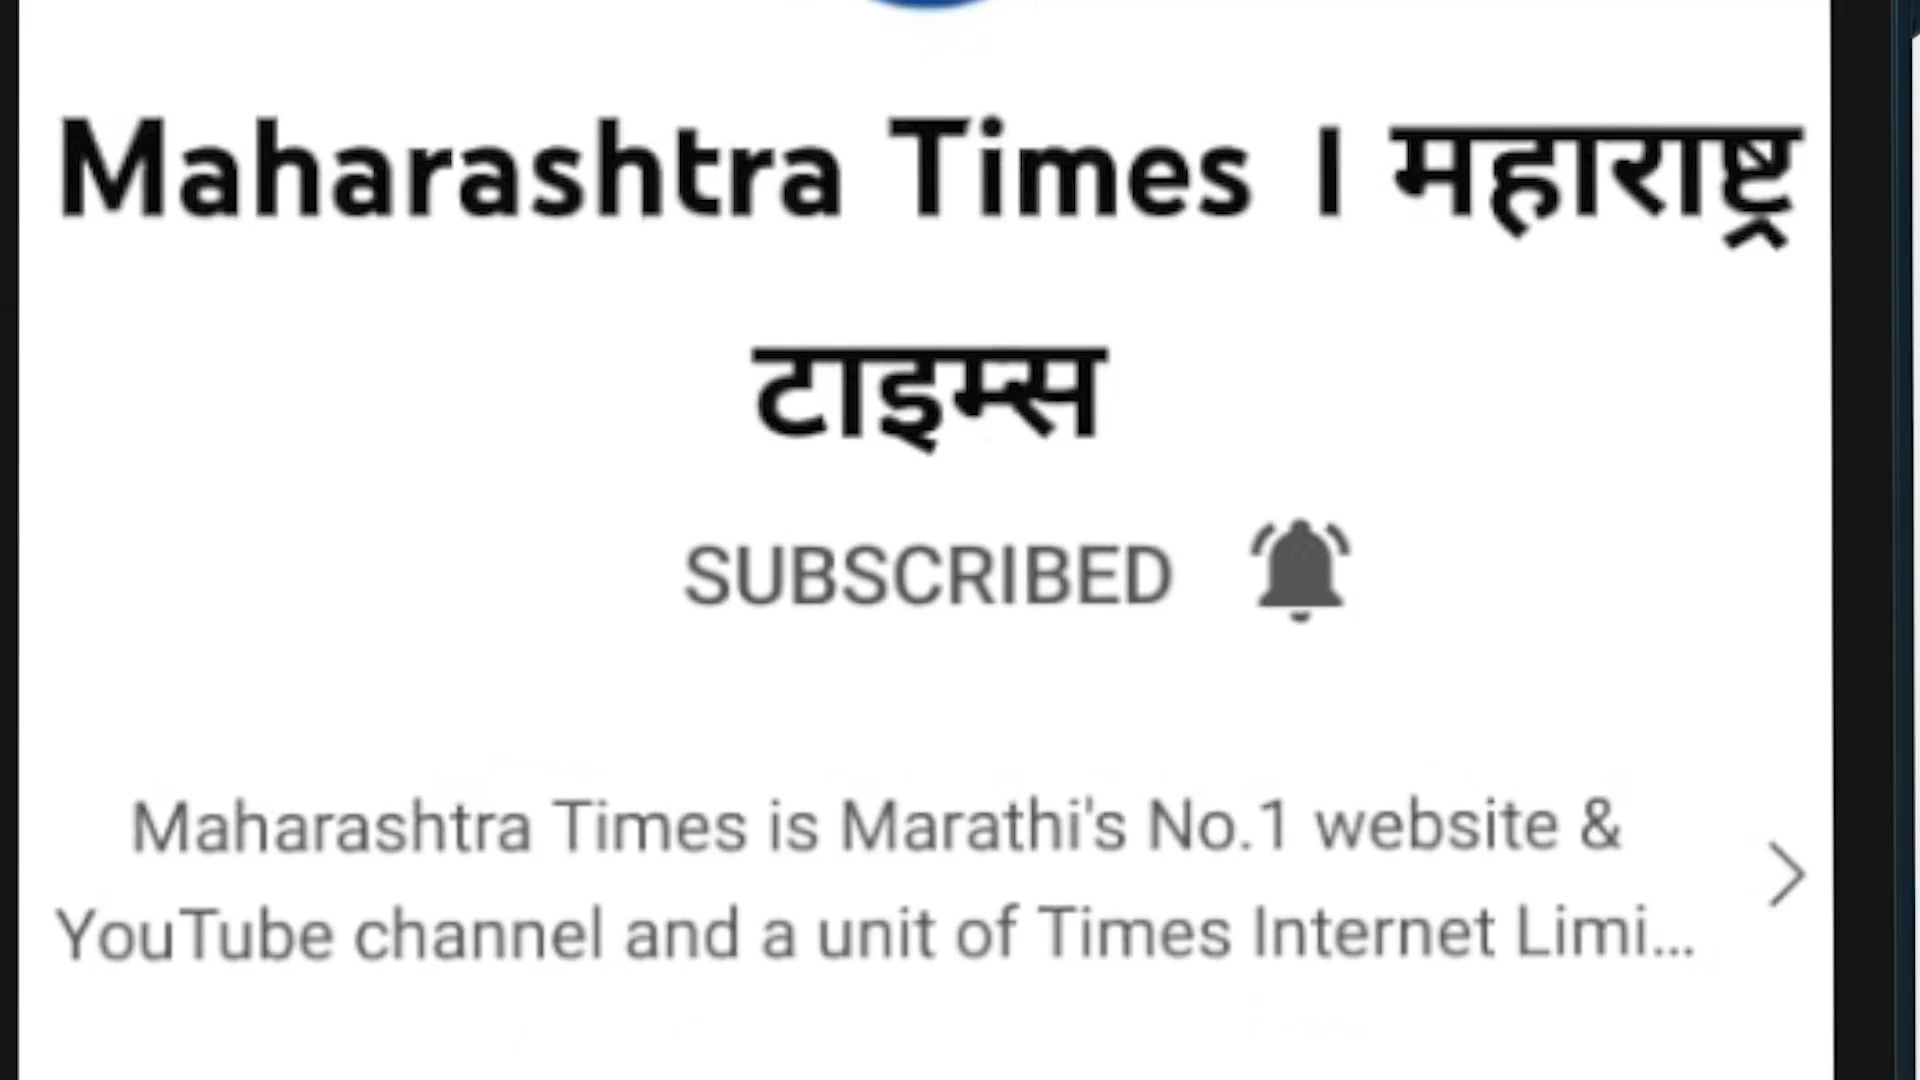 Maharashtra Times । महाराष्ट्र
टाइम्स
SUBSCRIBED
Maharashtra Times is Marathi's No.1 website &
YouTube channel and a unit of Times Internet Limi...